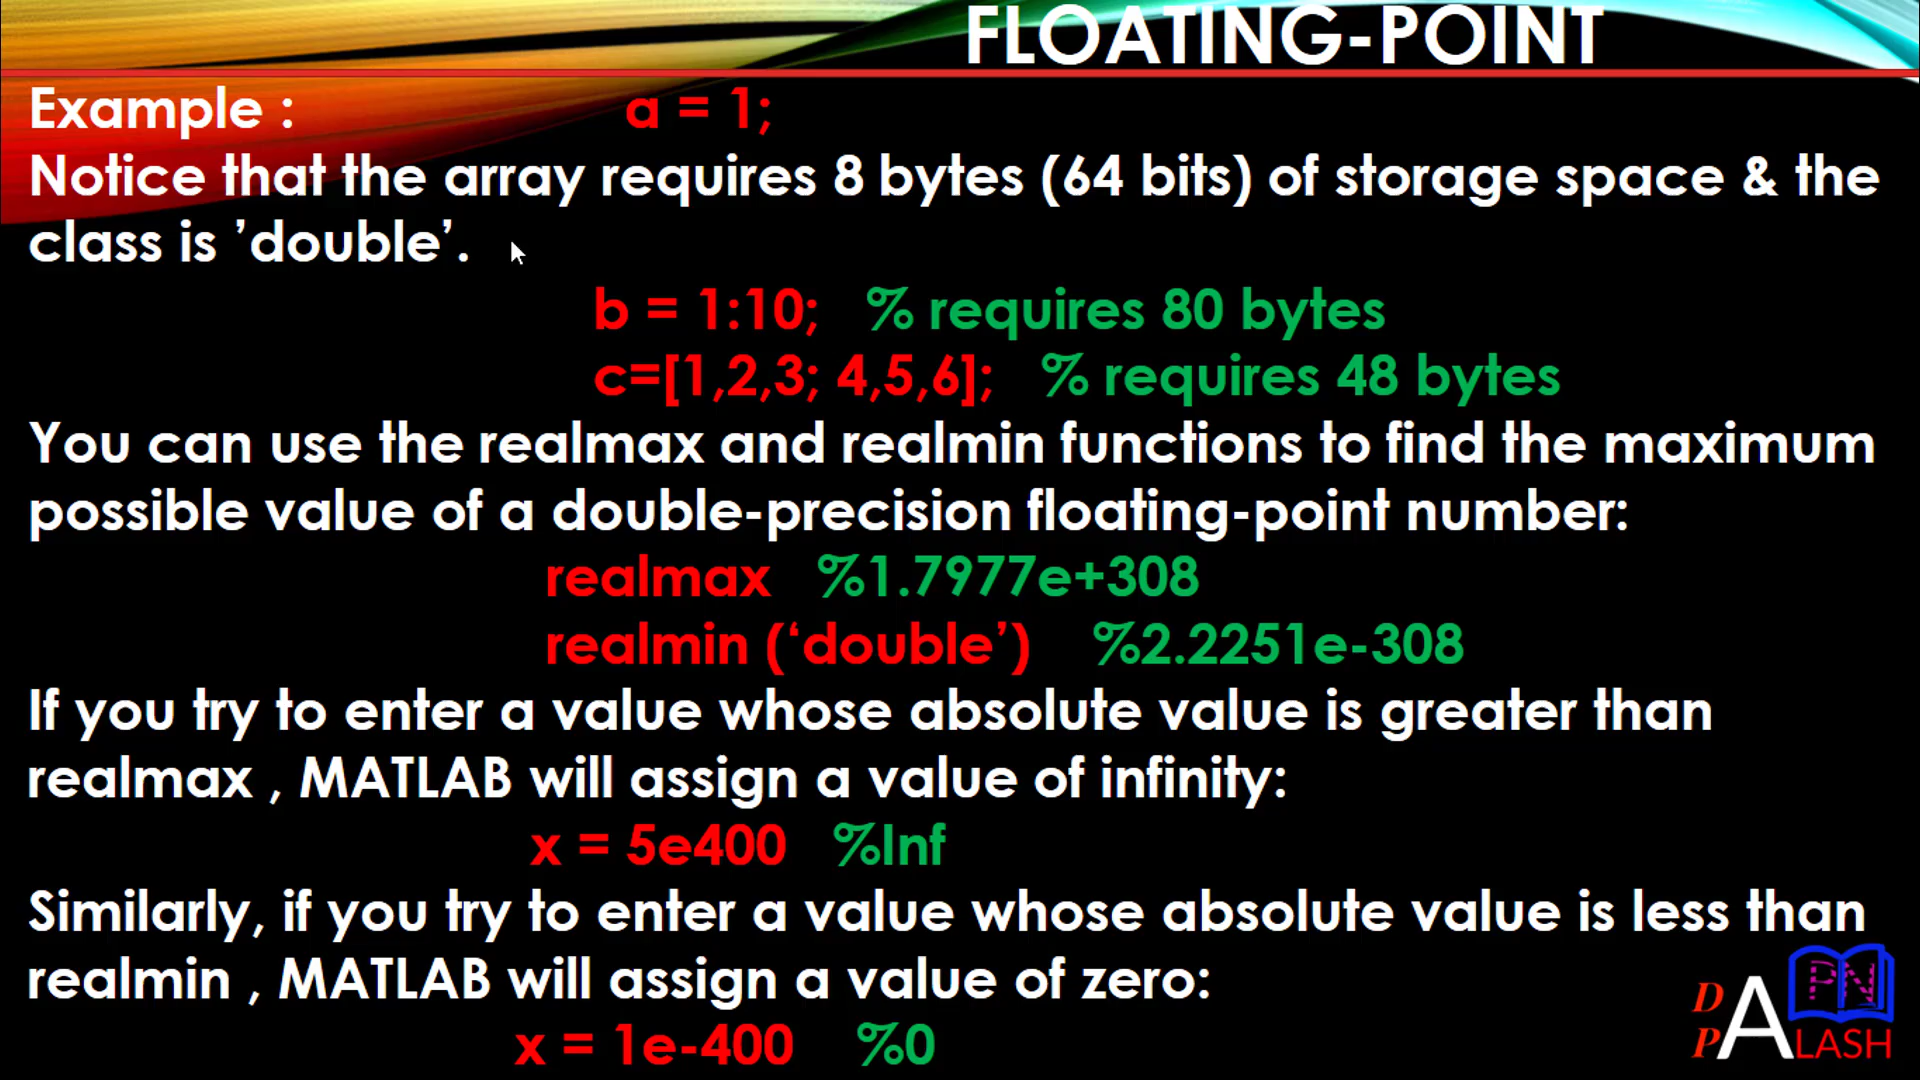 FLOATING-POINT
Example : a = 1;
Notice that the array requires 8 bytes (64 bits) of storage space & the
class is ’double’.
b = 1:10; % requires 80 bytes
c=[1,2,3; 4,5,6]; % requires 48 bytes
You can use the realmax and realmin functions to find the maximum
possible value of a double-precision floating-point number:
realmax %1.7977e+308
realmin (‘double’) %2.2251e-308
If you try to enter a value whose absolute value is greater than
realmax , MATLAB will assign a value of infinity:
x = 5e400 %Inf
Similarly, if you try to enter a value whose absolute value is less than
realmin , MATLAB will assign a value of zero:
x = 1e-400 %0
PN
D
P ALASH